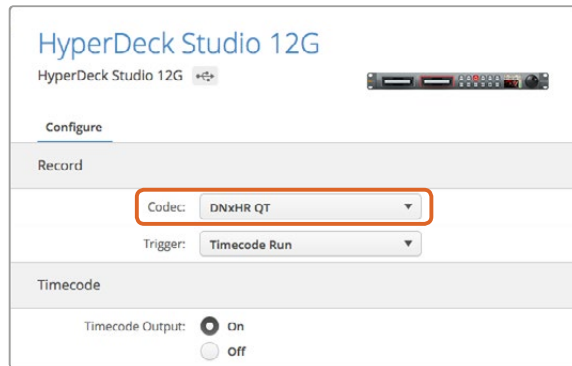 HyperDeck Studio 12G
HyperDeck Studio 12G
Configure
Record
Codec: DNxHR QT
Trigger: Timecode Run
Timecode
Timecode Output: On
Off